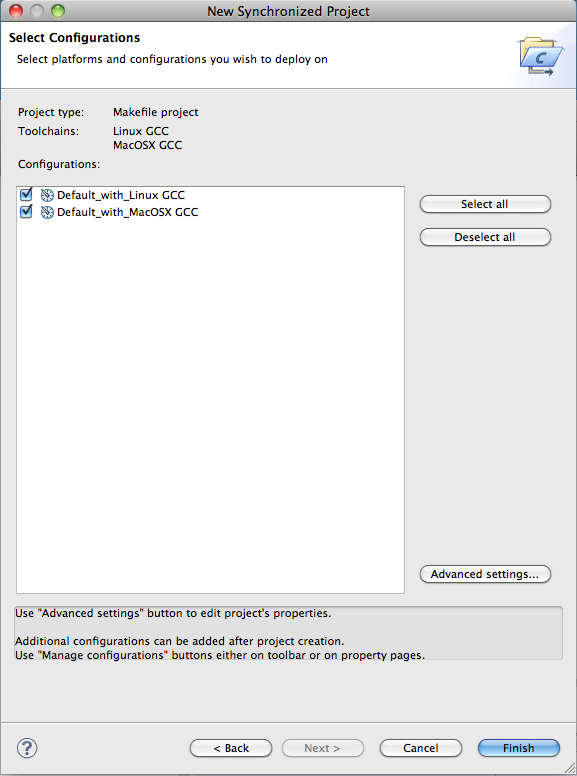 New Synchronized Project
Select Configurations
Select platforms and configurations you wish to deploy on
C
Project type: Makefile project
Toolchains: Linux GCC
MacOSX GCC
Configurations:
Default_with_Linux GCC
Default_with_MacOSX GCC
Select all
Deselect all
Advanced settings...
Use "Advanced settings" button to edit project's properties.
Additional configurations can be added after project creation.
Use "Manage configurations" buttons either on toolbar or on property pages.
?
< Back Next > Cancel Finish